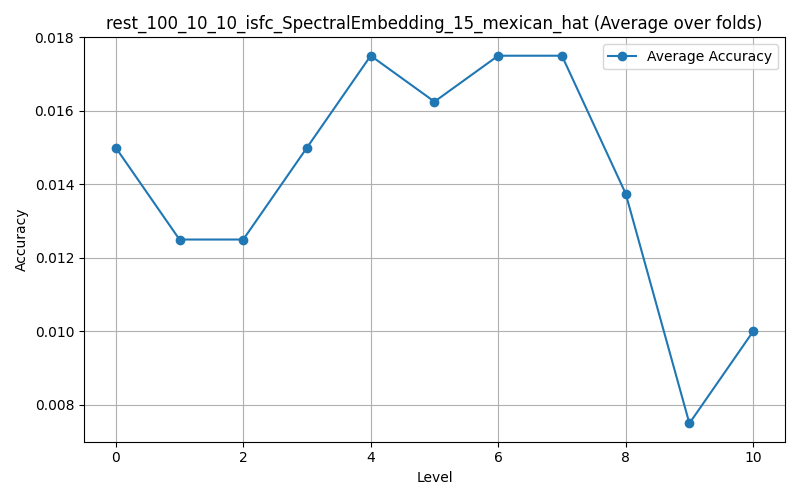 rest_100_10_10_isfc_SpectralEmbedding_15_mexican_hat (Average over folds)
Average Accuracy
0.018
0.016
0.014
0.012
0.010
0.008
Accuracy
0 2 4 6 8 10
Level